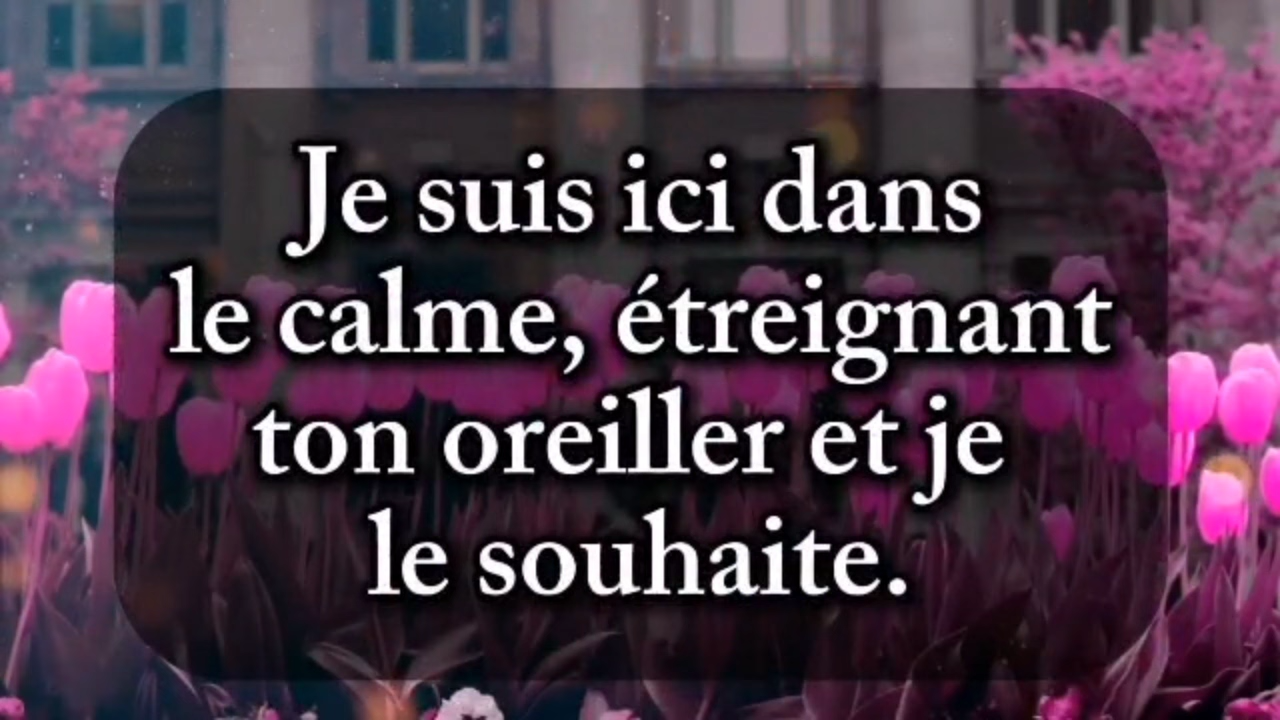 Je suis ici dans
le calme, étreignant
ton oreiller et je
le souhaite.